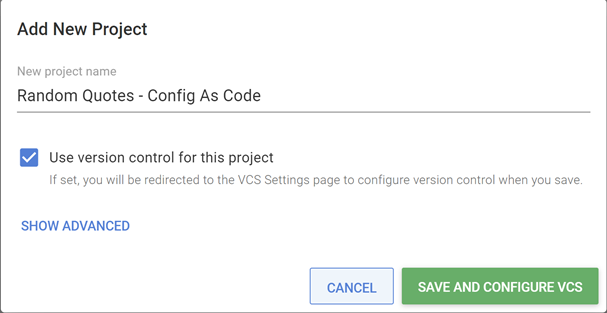 Add New Project
New project name
Random Quotes - Config As Code
Use version control for this project
If set, you will be redirected to the VCS Settings page to configure version control when you save.
SHOW ADVANCED
CANCEL
SAVE AND CONFIGURE VCS